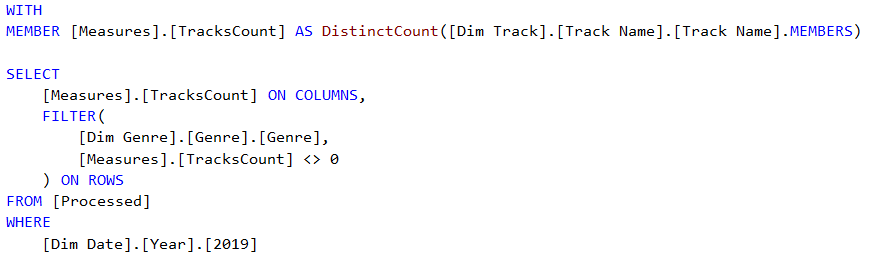 WITH
MEMBER [Measures].[TracksCount] AS DistinctCount([Dim Track].[Track Name].[Track Name].MEMBERS)
SELECT
[Measures].[TracksCount] ON COLUMNS,
FILTER(
[Dim Genre].[Genre].[Genre],
[Measures].[TracksCount] <> 0
) ON ROWS
FROM [Processed]
WHERE
[Dim Date].[Year].[2019]